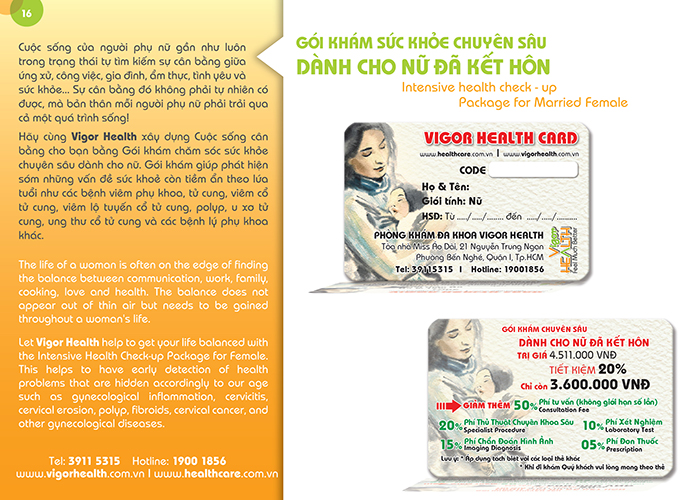 16
Cuộc sống của người phụ nữ gần như luôn
trong trạng thái tự tìm kiếm sự cân bằng giữa
ứng xử, công việc, gia đình, ẩm thực, tình yêu và
sức khỏe... Sự cân bằng đó không phải tự nhiên có
được, mà bản thân mỗi người phụ nữ phải trải qua
cả một quá trình sống!
Hãy cùng Vigor Health xây dựng Cuộc sống cân
bằng cho bạn bằng Gói khám chăm sóc sức khỏe
chuyên sâu dành cho nữ. Gói khám giúp phát hiện
sớm những vấn đề sức khoẻ còn tiềm ẩn theo lứa
tuổi như các bệnh viêm phụ khoa, tử cung, viêm cổ
tử cung, viêm lộ tuyến cổ tử cung, polyp, u xơ tử
cung, ung thư cổ tử cung và các bệnh lý phụ khoa
khác.
The life of a woman is often on the edge of finding
the balance between communication, work, family,
cooking, love and health. The balance does not
appear out of thin air but needs to be gained
throughout a woman's life.
Let Vigor Health help to get your life balanced with
the Intensive Health Check-up Package for Female.
This helps to have early detection of health
problems that are hidden accordingly to our age
such as gynecological inflammation, cervicitis,
cervical erosion, polyp, fibroids, cervical cancer, and
other gynecological diseases.
Tel: 3911 5315 Hotline: 1900 1856
www.vigorhealth.com.vn | www.healthcare.com.vn
GÓI KHÁM SỨC KHỎE CHUYÊN SÂU
DÀNH CHO NỮ ĐÃ KẾT HÔN
Intensive health check - up
Package for Married Female
VIGOR HEALTH CARD
www.healthcare.com.vn | www.vigorhealth.com.vn
CODE
Họ & Tên:
Giới tính: Nữ
HSD: Từ ...../...../......... đến ...../...../.........
PHÒNG KHÁM ĐA KHOA VIGOR HEALTH
Tòa nhà Miss Áo Dài, 21 Nguyễn Trung Ngạn
Phường Bến Nghé, Quận 1, Tp.HCM
Tel: 39115315 | Hotline: 19001856
Vigor
HEALTH
Feel Much Better
GÓI KHÁM CHUYÊN SÂU
DÀNH CHO NỮ ĐÃ KẾT HÔN
TRỊ GIÁ 4.511.000 VNĐ
TIẾT KIỆM 20%
Chỉ còn 3.600.000 VNĐ
GIẢM THÊM 50% Phí tư vấn (không giới hạn số lần)
Consultation Fee
20% Phí Thủ Thuật Chuyên Khoa Sâu 10% Phí Xét Nghiệm
Specialist Procedure Laboratory Test
15% Phí Chẩn Đoán Hình Ảnh 05% Phí Đơn Thuốc
Imaging Diagnosis Prescription
Lưu ý: * Áp dụng tách biệt với các loại thẻ khác
* Khi đi khám Quý khách vui lòng mang theo thẻ